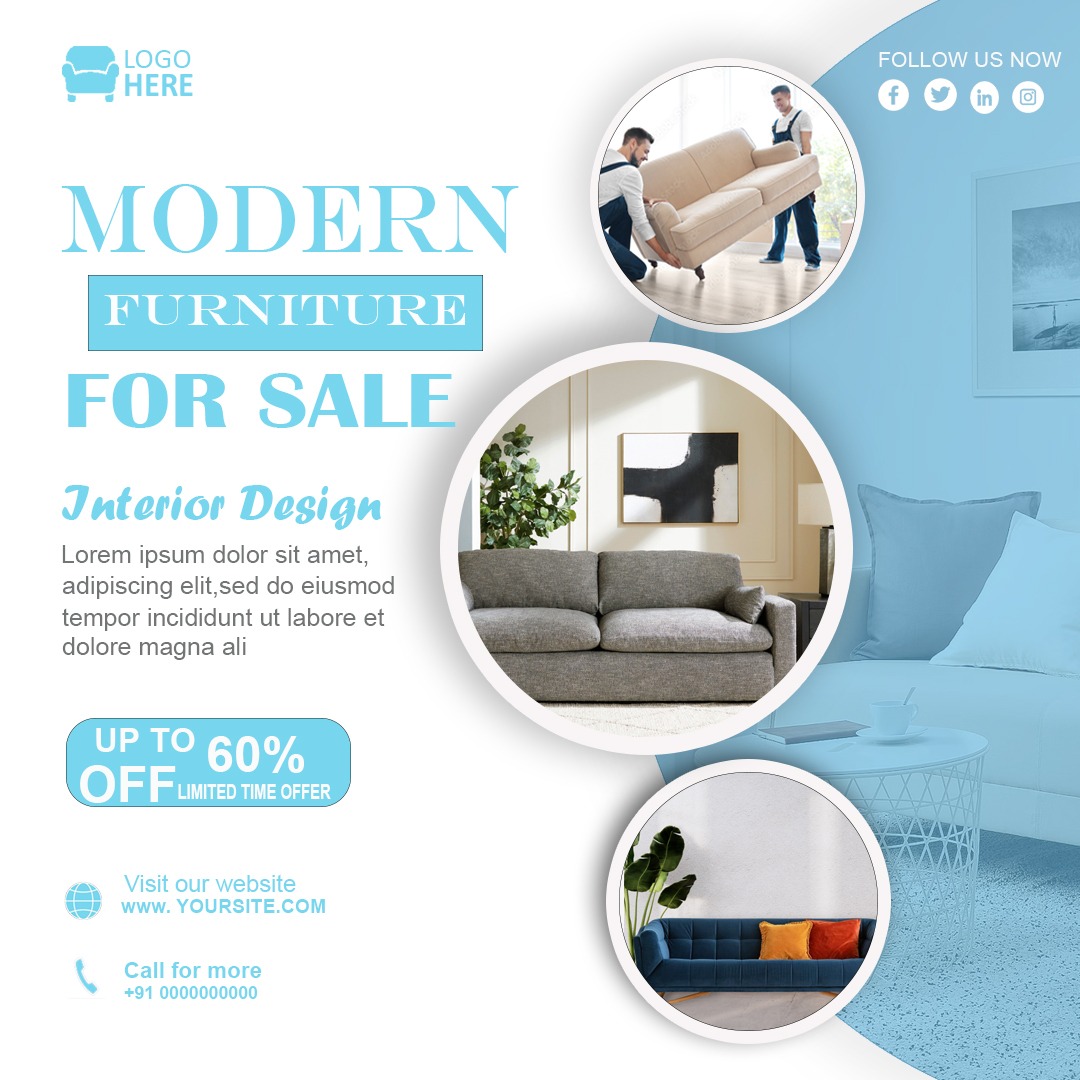 LOGO
HERE
FOLLOW US NOW
MODERN
FURNITURE
FOR SALE
Interior Design
Lorem ipsum dolor sit amet,
adipiscing elit,sed do eiusmod
tempor incididunt ut labore et
dolore magna ali
UP TO 60%
OFF LIMITED TIME OFFER
Visit our website
www. YOURSITE.COM
Call for more
+91 0000000000